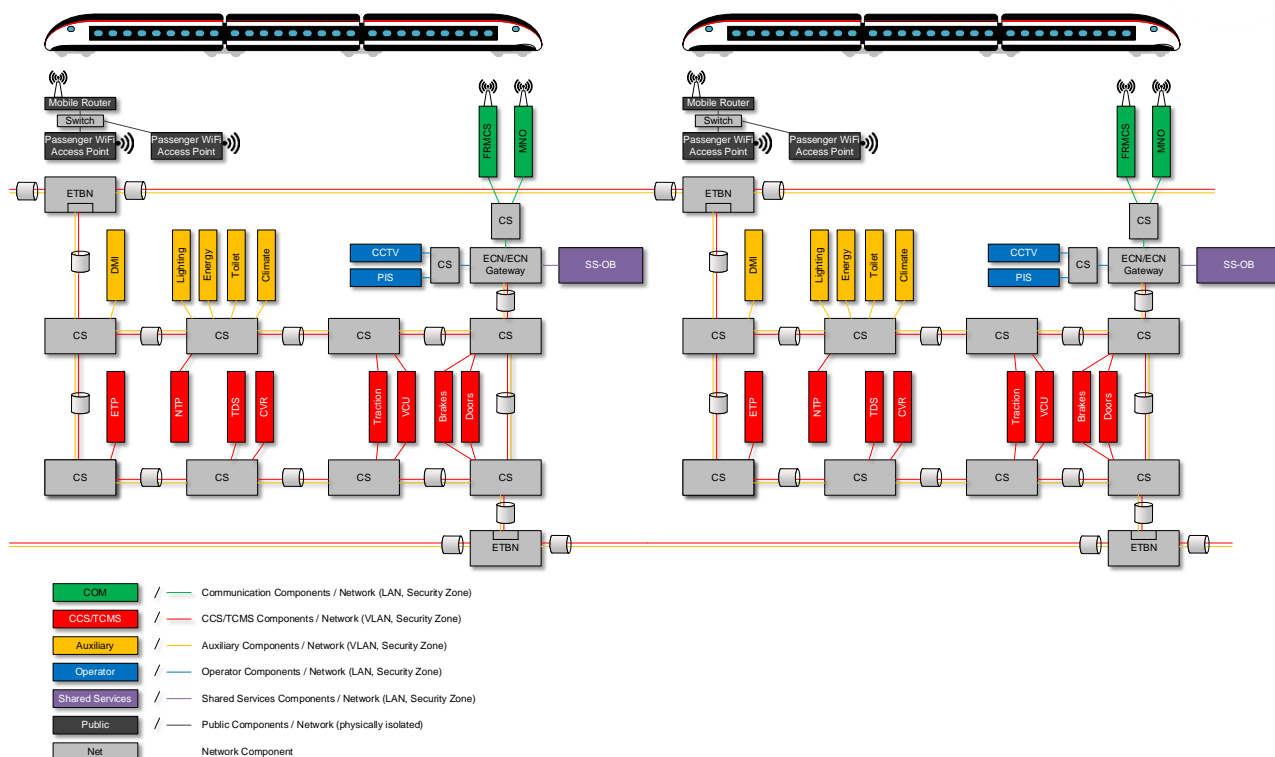 Mobile Router
Mobile Router
Switch
Switch
Passenger WiFi
Access Point
Passenger WiFi
Access Point
Passenger WiFi
Access Point
Passenger WiFi
Access Point
FRMCS
MNO
FRMCS
MNO
ETBN
ETBN
CS
CS
DMI
Lighting
Energy
Toilet
Climate
CCTV
PIS
CS
ECN/ECN
Gateway
SS-OB
DMI
Lighting
Energy
Toilet
Climate
CCTV
PIS
CS
ECN/ECN
Gateway
SS-OB
CS
CS
CS
CS
CS
CS
CS
CS
ETP
NTP
TDS
CVR
Traction
VCU
Brakes
Doors
ETP
NTP
TDS
CVR
Traction
VCU
Brakes
Doors
CS
CS
CS
CS
CS
CS
CS
CS
ETBN
ETBN
COM / Communication Components / Network (LAN, Security Zone)
CCS/TCMS / CCS/TCMS Components / Network (VLAN, Security Zone)
Auxiliary / Auxiliary Components / Network (VLAN, Security Zone)
Operator / Operator Components / Network (LAN, Security Zone)
Shared Services / Shared Services Components / Network (LAN, Security Zone)
Public / Public Components / Network (physically isolated)
Net Network Component